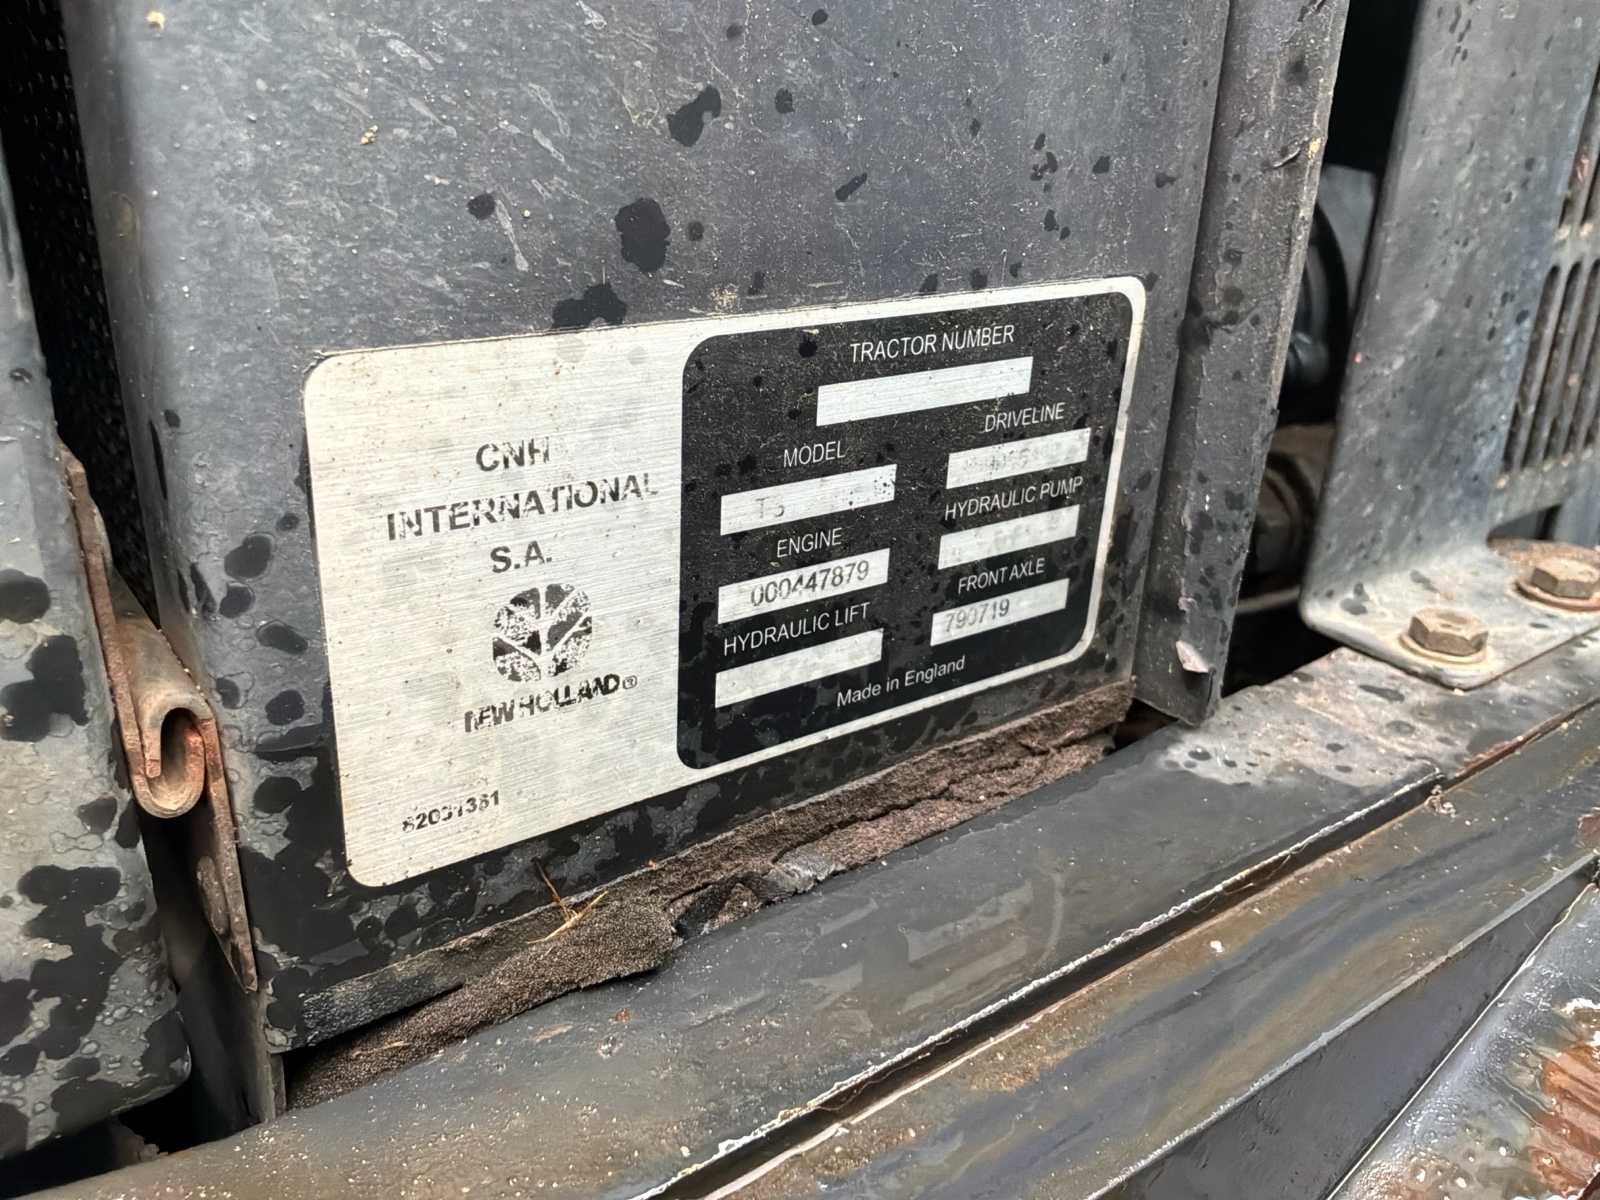 CNH
INTERNATIONAL
S.A.
NEW HOLLAND®
TRACTOR NUMBER
MODEL
DRIVELINE
ENGINE
000447879
HYDRAULIC PUMP
HYDRAULIC LIFT
FRONT AXLE
790719
Made in England